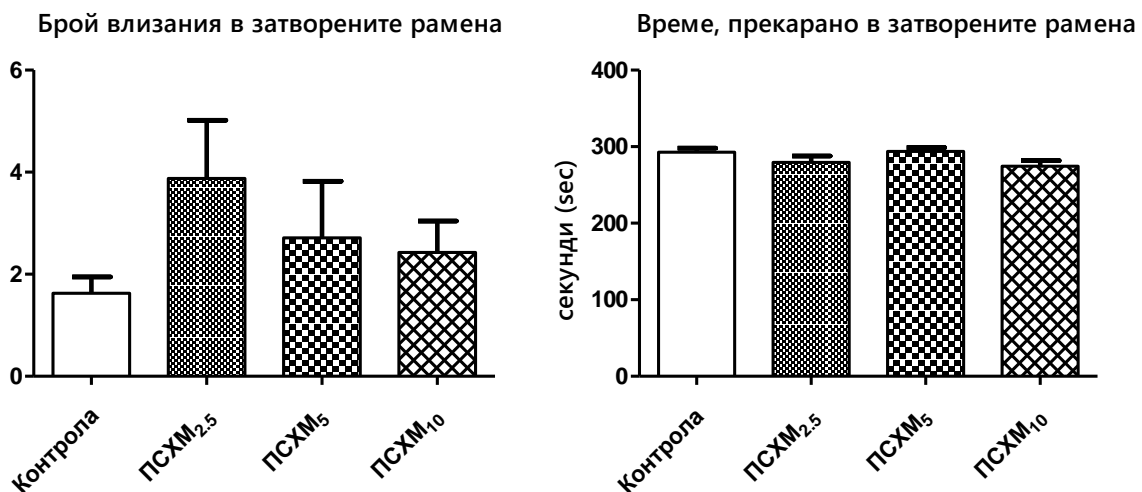 Брой влизания в затворените рамена
6
4
2
0
Контрола
ПСХМ2.5
ПСХМ5
ПСХМ10
Време, прекарано в затворените рамена
секунди (sec)
400
300
200
100
0
Контрола
ПСХМ2.5
ПСХМ5
ПСХМ10